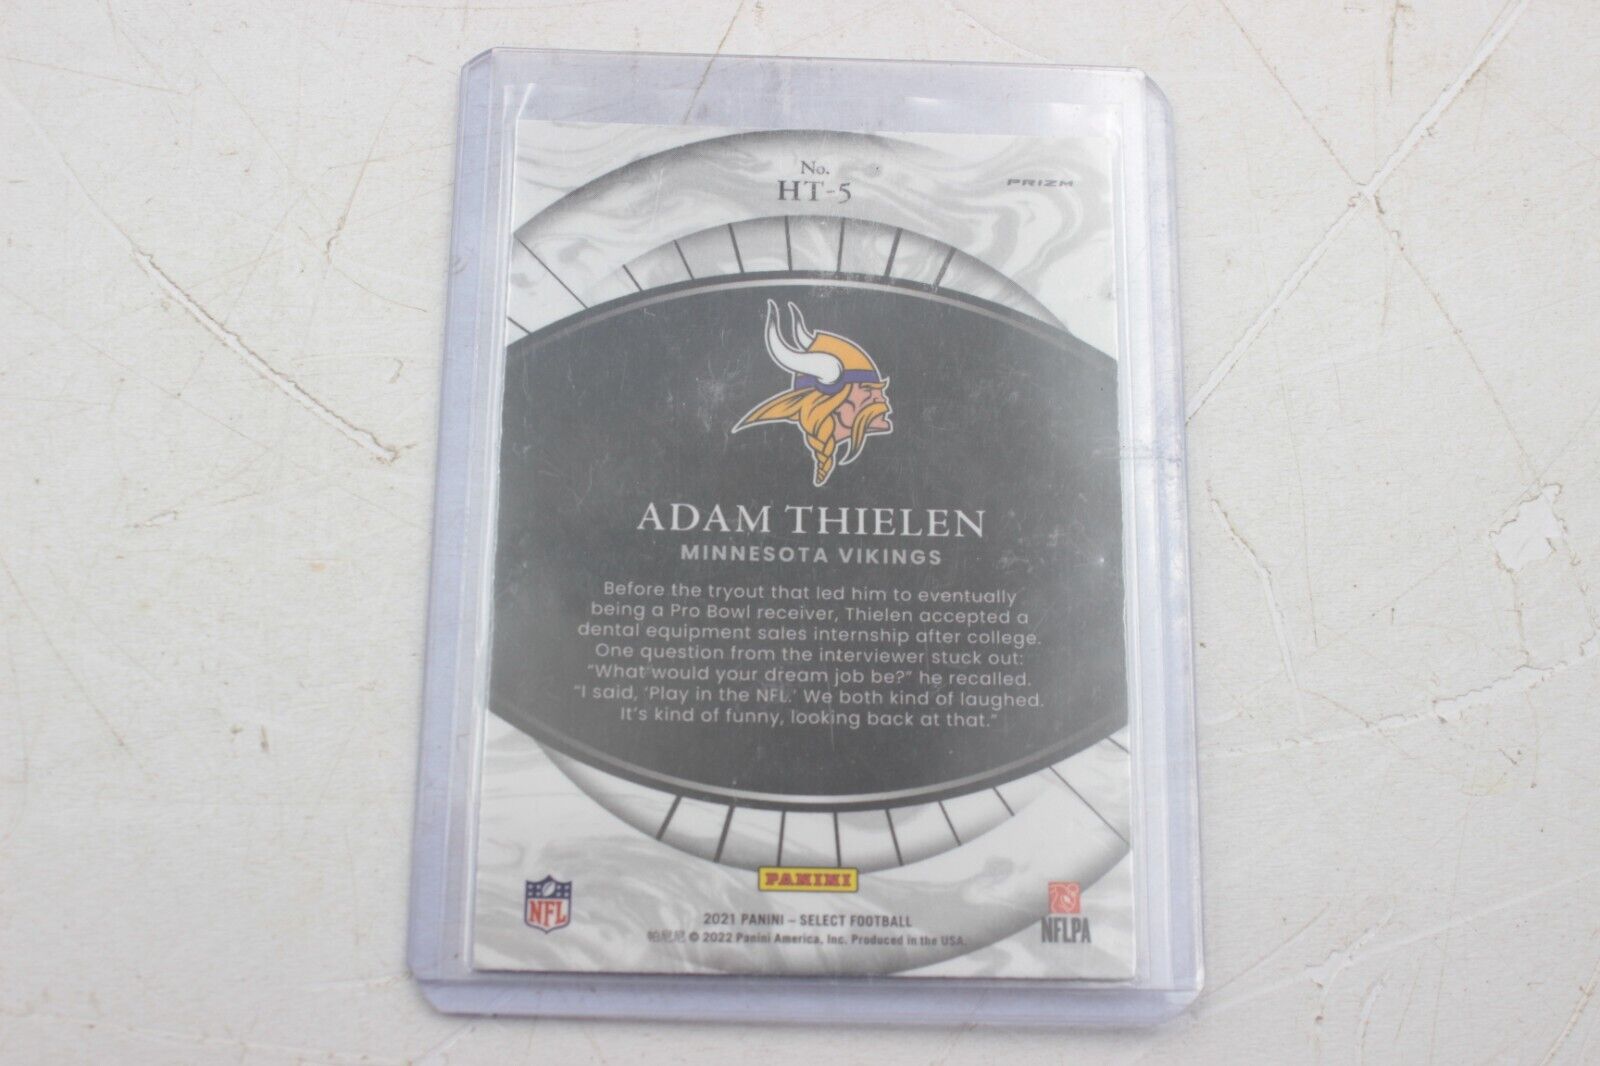 No.
HT-5
PRIZM
ADAM THIELEN
MINNESOTA VIKINGS
Before the tryout that led him to eventually
being a Pro Bowl receiver, Thielen accepted a
dental equipment sales internship after college.
One question from the interviewer stuck out:
"What would your dream job be?" he recalled.
"I said, 'Play in the NFL.' We both kind of laughed.
It's kind of funny, looking back at that."
PANINI
NFL
NFLPA
2021 PANINI – SELECT FOOTBALL
帕尼尼 © 2022 Panini America, Inc. Produced in the USA.